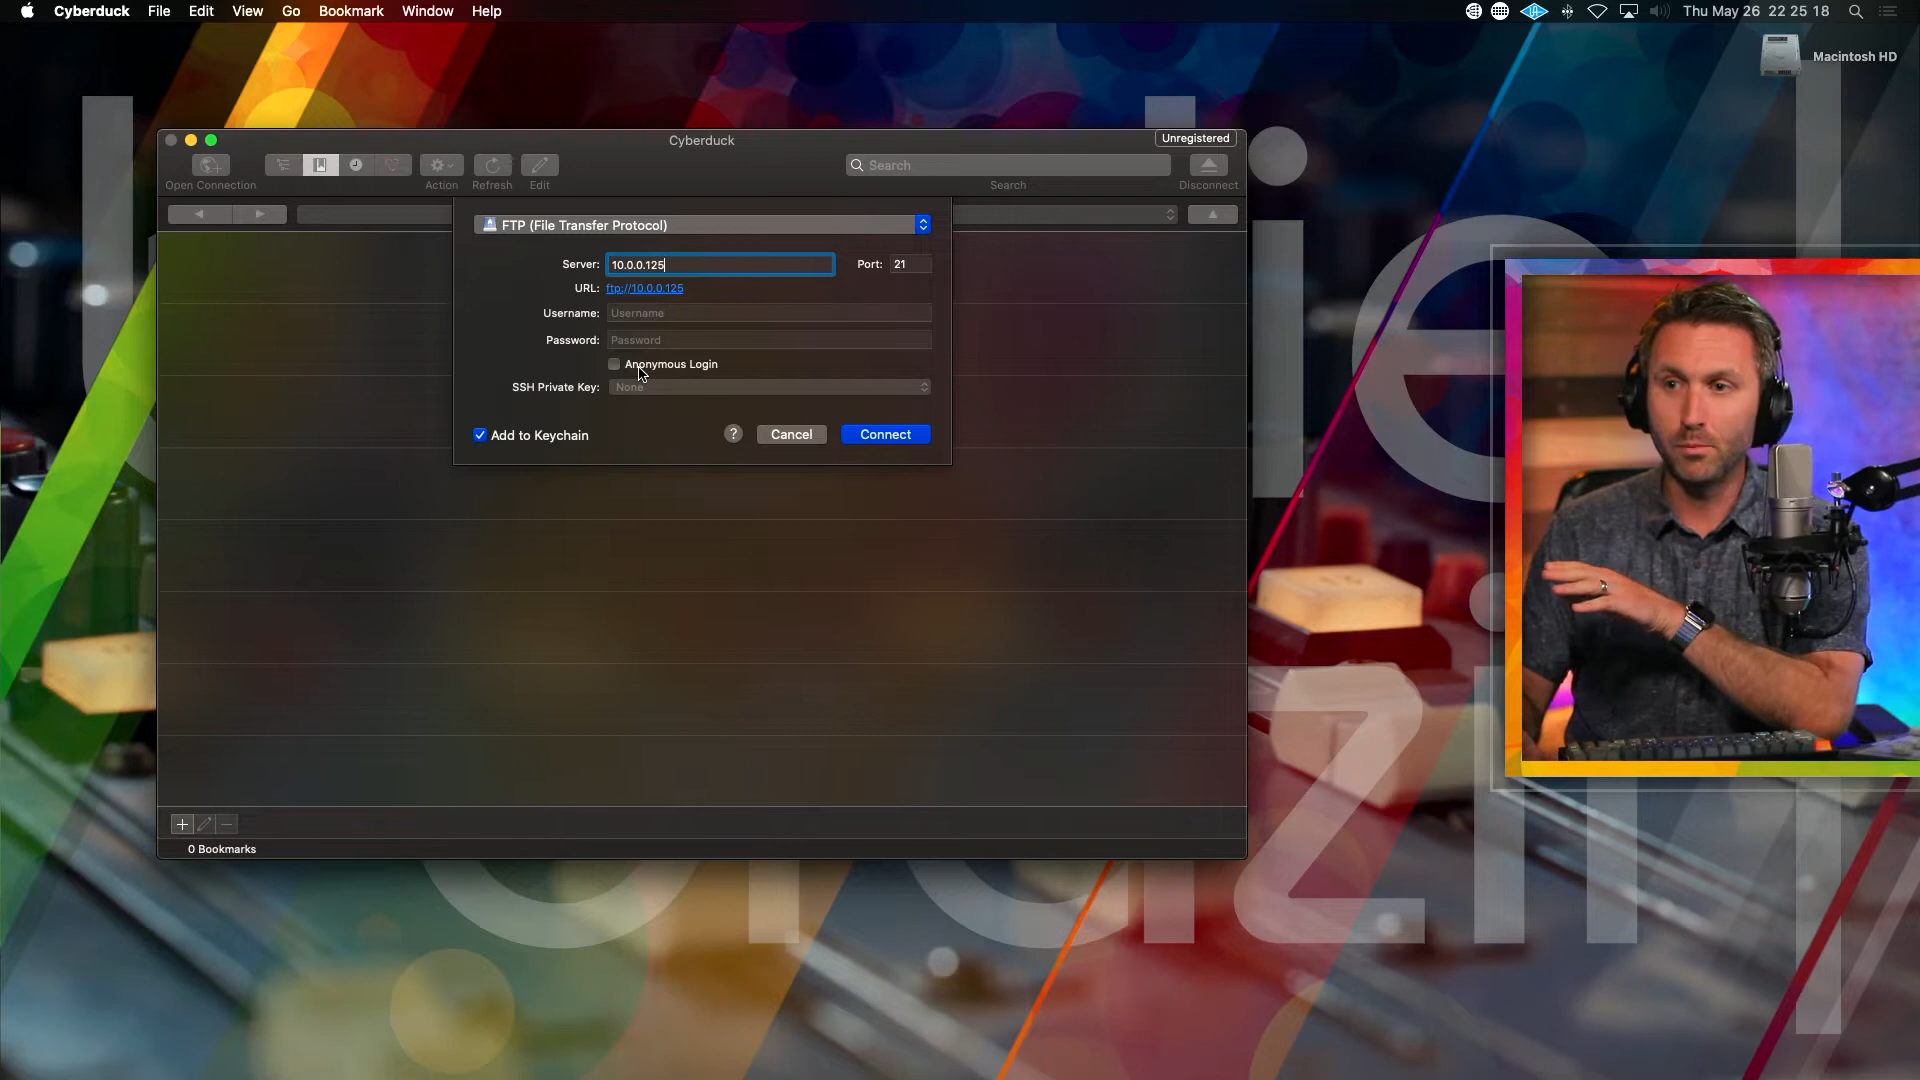 Cyberduck File Edit View Go Bookmark Window Help Thu May 26 22 25 18
Macintosh HD
Cyberduck
Unregistered
Search
Open Connection Action Refresh Edit Search Disconnect
FTP (File Transfer Protocol)
Server: 10.0.0.125 Port: 21
URL: ftp://10.0.0.125
Username: Username
Password: Password
Anonymous Login
SSH Private Key: None
Add to Keychain ? Cancel Connect
0 Bookmarks